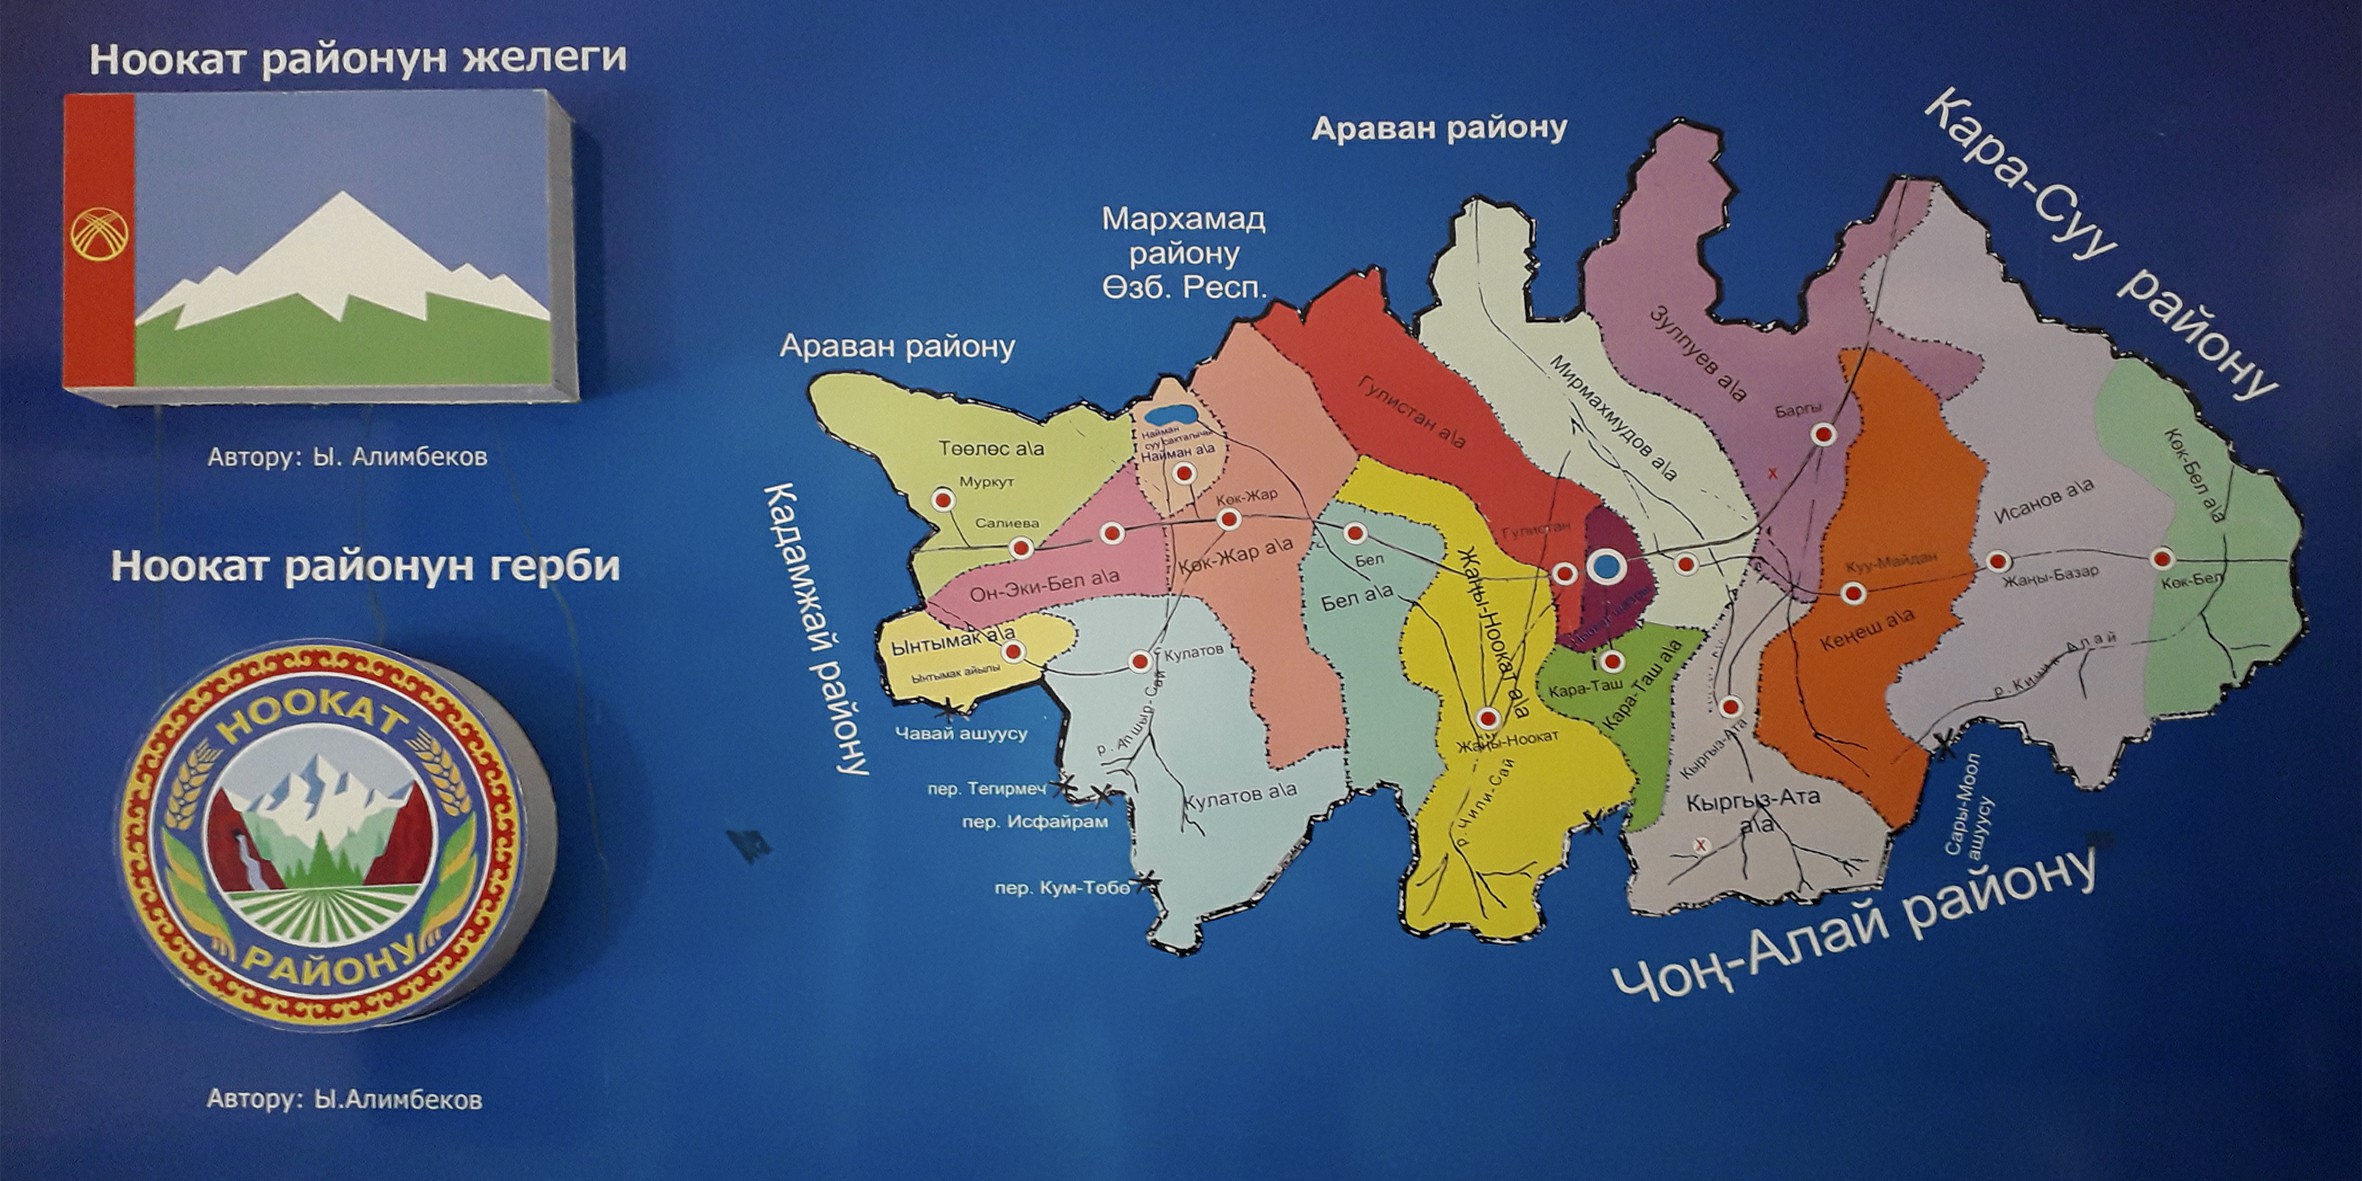 Ноокат районун желеги
Автору: Ы. Алимбеков
Ноокат районун герби
НООКАТ
РАЙОНУ
Автору: Ы.Алимбеков
Араван району
Мархамад
району
Өзб. Респ.
Араван району
Кара-Суу району
Кадамжай району
Чоң-Алай району
Төөлөс а\а
Муркут
Салиева
Найман
суу сакталычы
Найман а\а
Көк-Жар
Көк-Жар а\а
Он-Эки-Бел а\а
Ынтымак а\а
Ынтымак айылы
Чавай ашуусу
пер. Тегирмеч
пер. Исфайрам
пер. Кум-Төбө
Кулатов
р. Апшыр-Сай
Кулатов а\а
Бел
Бел а\а
Гулистан а\а
Гулистан
Мирмахмудов а\а
Зулпуев а\а
Баргы
х
Жаңы-Ноокат а\а
Жаңы-Ноокат
р. Чили-Сай
Кара-Таш
Кара-Таш а\а
Кыргыз-Ата
Кыргыз-Ата
а\а
х
Куу-Майдан
Кеңеш а\а
Исанов а\а
Жаңы-Базар
Көк-Бел а\а
Көк-Бел
р. Кичик Алай
Сары-Моол
ашуусу